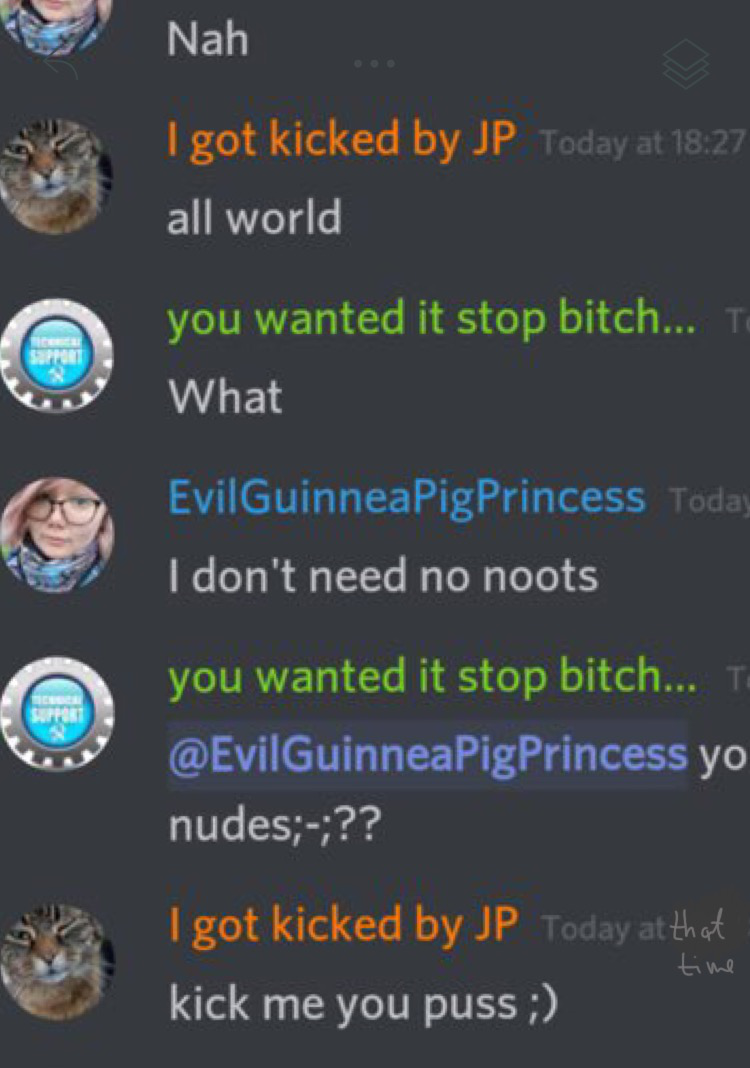 Nah
I got kicked by JP Today at 18:27
all world
you wanted it stop bitch...
TECHNICAL
SUPPORT
What
EvilGuinneaPigPrincess Today
I don't need no noots
you wanted it stop bitch...
TECHNICAL
SUPPORT
@EvilGuinneaPigPrincess yo
nudes;-;??
I got kicked by JP Today at that
time
kick me you puss ;)